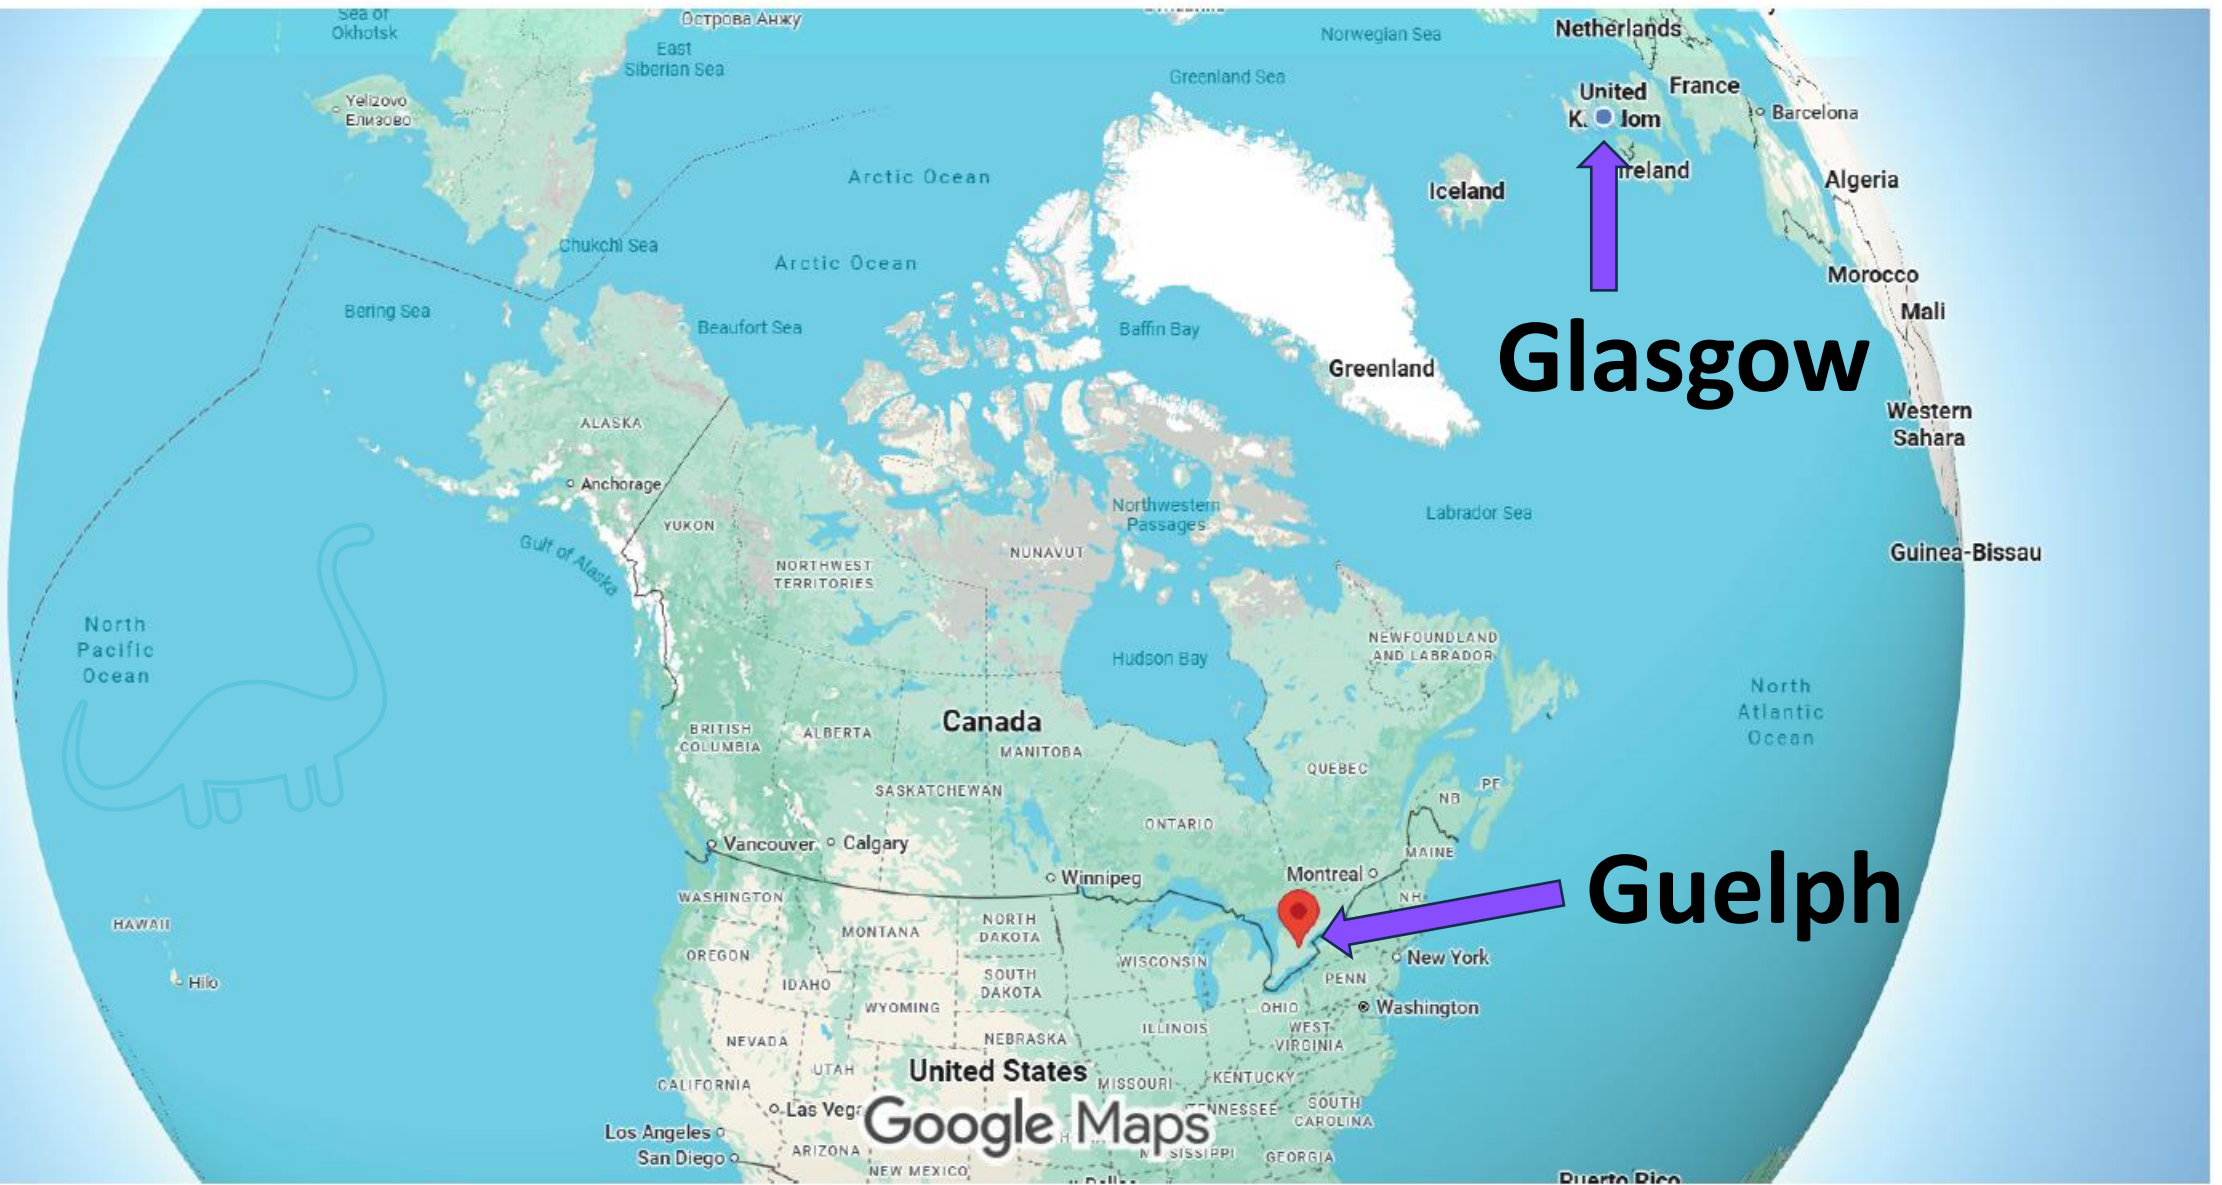 Sea of
Okhotsk
Острова Анжу
East
Siberian Sea
Norwegian Sea
Netherlands
Greenland Sea
United
France
Yelizovo
Елизово
Barcelona
Ireland
Arctic Ocean
Iceland
Algeria
Chukchi Sea
Arctic Ocean
Morocco
Mali
Bering Sea
Beaufort Sea
Baffin Bay
Glasgow
Greenland
Western
Sahara
ALASKA
Anchorage
YUKON
Northwestern
Passages
Labrador Sea
Gulf of Alaska
NUNAVUT
Guinea-Bissau
NORTHWEST
TERRITORIES
North
Pacific
Ocean
Hudson Bay
NEWFOUNDLAND
AND LABRADOR
North
Atlantic
Ocean
Canada
BRITISH
COLUMBIA
ALBERTA
MANITOBA
QUEBEC
SASKATCHEWAN
NB
PE
ONTARIO
Vancouver
Calgary
MAINE
Winnipeg
Montreal
Guelph
WASHINGTON
NH
HAWAII
NORTH
DAKOTA
MONTANA
OREGON
WISCONSIN
New York
Hilo
IDAHO
SOUTH
DAKOTA
PENN
WYOMING
OHIO
Washington
NEVADA
NEBRASKA
ILLINOIS
WEST
VIRGINIA
UTAH
United States
MISSOURI
KENTUCKY
CALIFORNIA
Las
TENNESSEE
SOUTH
CAROLINA
Google Maps
Los Angeles
San Diego
ARIZONA
GEORGIA
NEW MEXICO
Puerto Rico